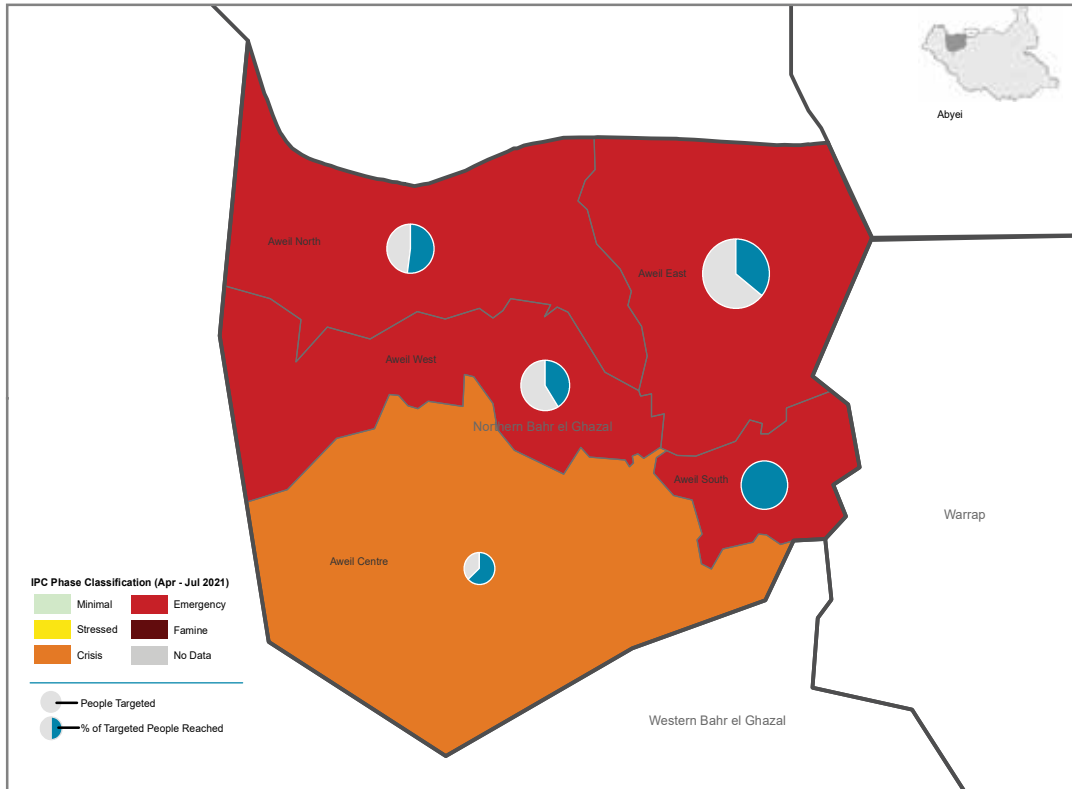 Abyei
Aweil North
Aweil East
Aweil West
Northern Bahr el Ghazal
Aweil South
Warrap
Aweil Centre
IPC Phase Classification (Apr - Jul 2021)
Minimal
Emergency
Stressed
Famine
Crisis
No Data
People Targeted
% of Targeted People Reached
Western Bahr el Ghazal